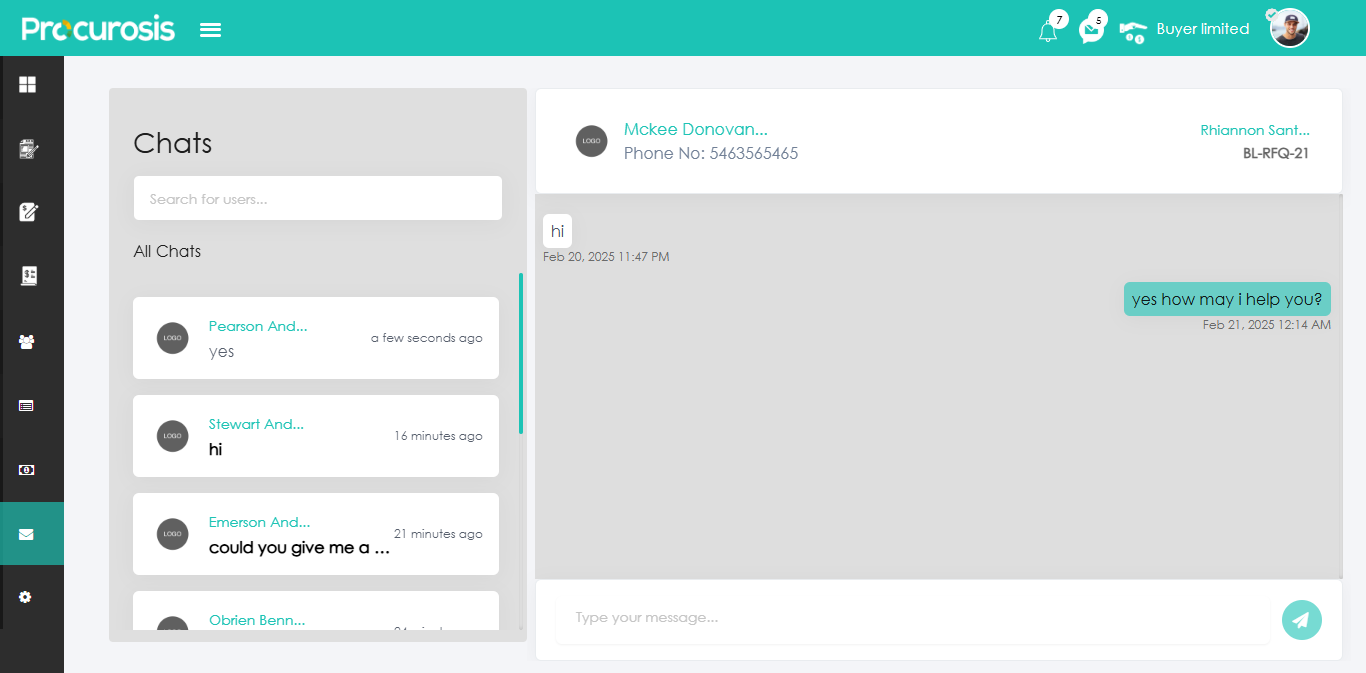 Procurosis
7
5
Buyer limited
Chats
Search for users...
All Chats
LOGO
Pearson And...
yes
a few seconds ago
LOGO
Stewart And...
hi
16 minutes ago
LOGO
Emerson And...
could you give me a ...
21 minutes ago
LOGO
Obrien Benn...
LOGO
Mckee Donovan...
Phone No: 5463565465
Rhiannon Sant...
BL-RFQ-21
hi
Feb 20, 2025 11:47 PM
yes how may i help you?
Feb 21, 2025 12:14 AM
Type your message...